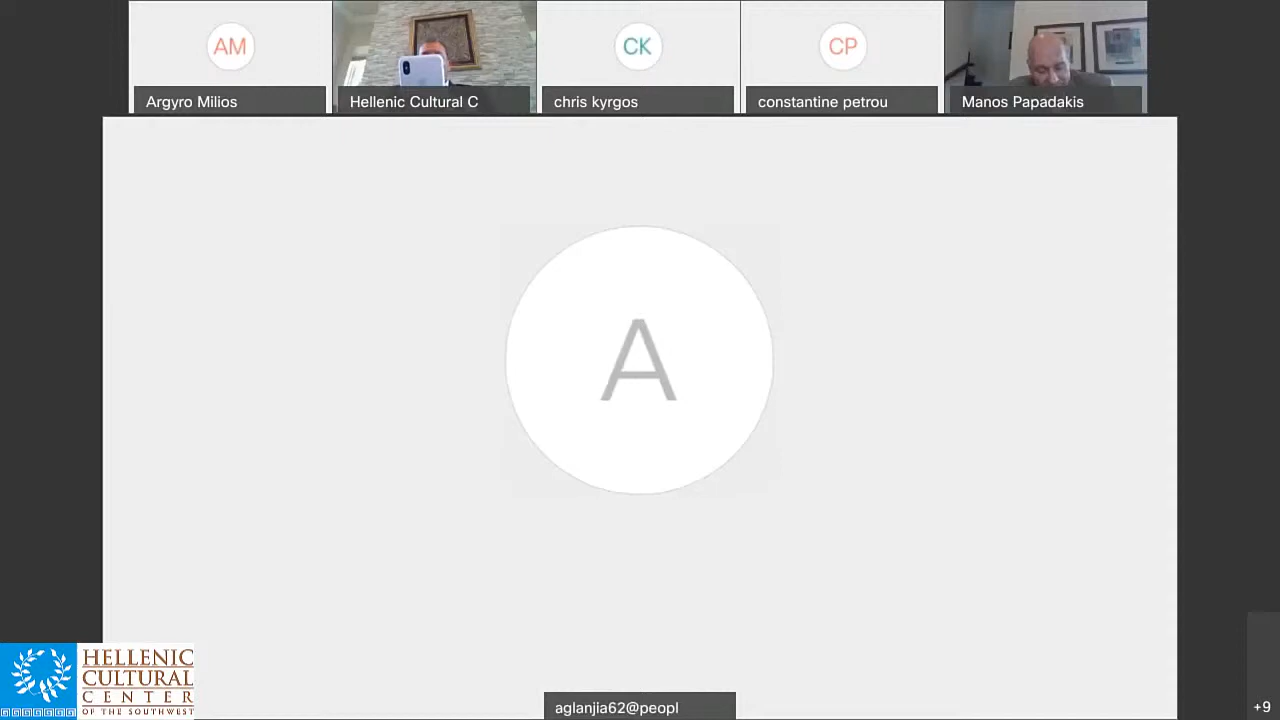 AM
CK
CP
Argyro Milios
Hellenic Cultural C
chris kyrgos
constantine petrou
Manos Papadakis
A
HELLENIC
CULTURAL
CENTER
OF THE SOUTHWEST
aglanjia62@peopl
+9